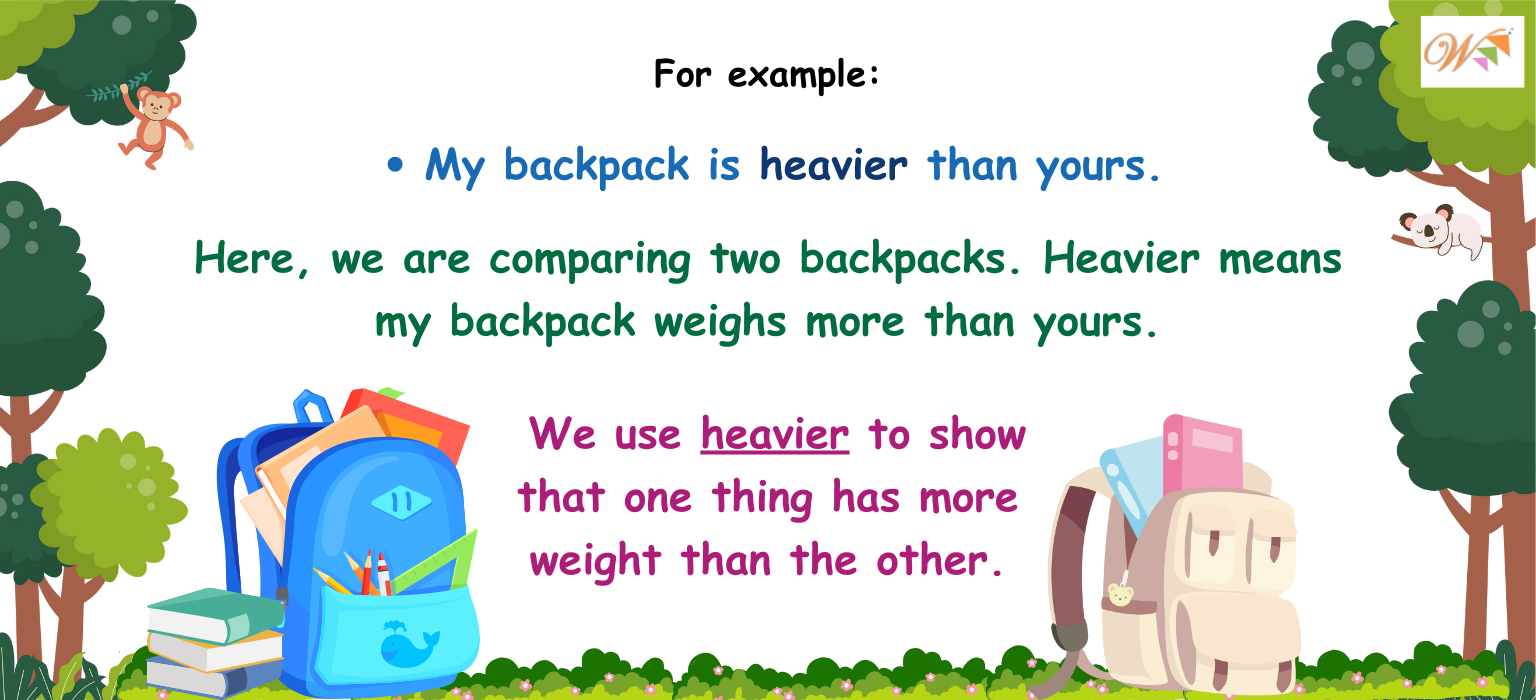 For example:
• My backpack is heavier than yours.
Here, we are comparing two backpacks. Heavier means
my backpack weighs more than yours.
We use heavier to show
that one thing has more
weight than the other.